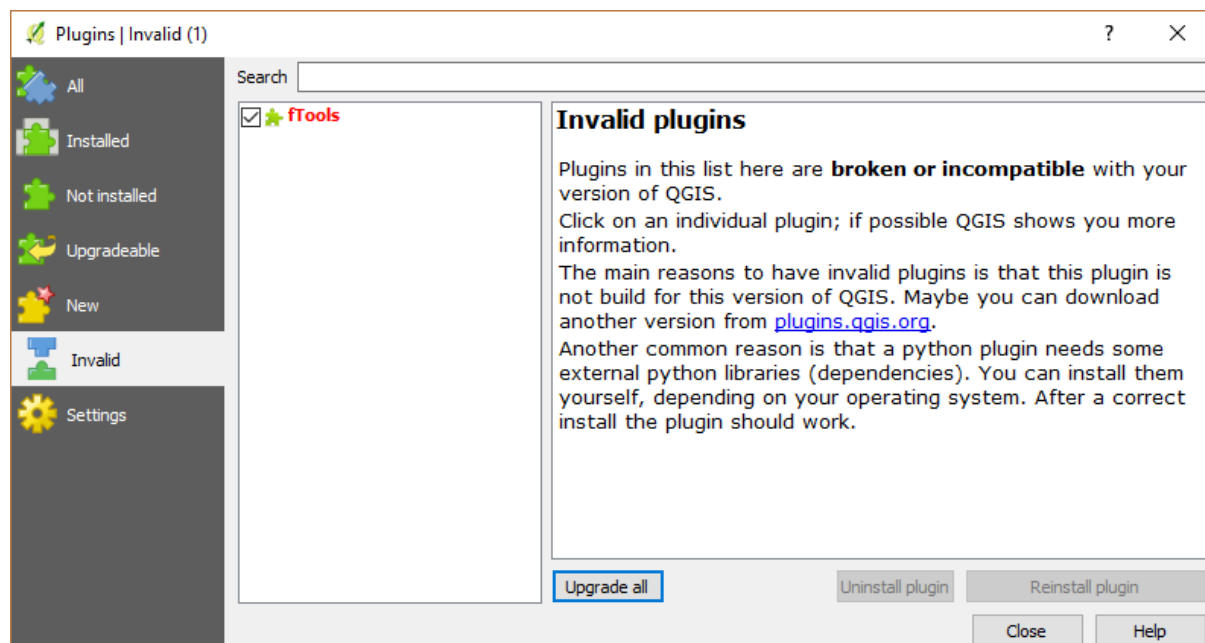 Plugins | Invalid (1)
?
All
Installed
Not installed
Upgradeable
New
Invalid
Settings
Search
fTools
Invalid plugins
Plugins in this list here are broken or incompatible with your
version of QGIS.
Click on an individual plugin; if possible QGIS shows you more
information.
The main reasons to have invalid plugins is that this plugin is
not build for this version of QGIS. Maybe you can download
another version from plugins.qgis.org.
Another common reason is that a python plugin needs some
external python libraries (dependencies). You can install them
yourself, depending on your operating system. After a correct
install the plugin should work.
Upgrade all
Uninstall plugin
Reinstall plugin
Close
Help